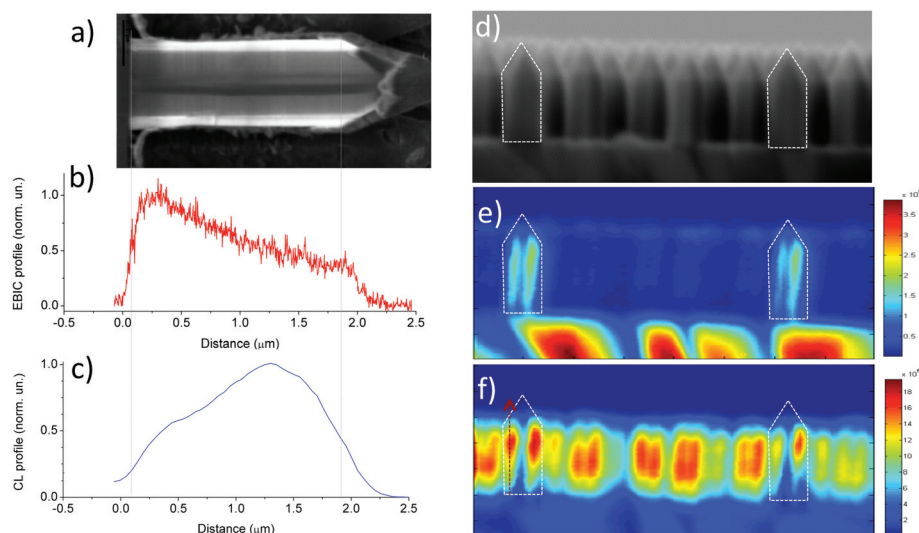 a)
b)
EBIC profile (norm. un.)
1.0
0.5
0.0
-0.5 0.0 0.5 1.0 1.5 2.0 2.5
Distance (μm)
c)
CL profile (norm. un.)
1.0
0.5
0.0
-0.5 0.0 0.5 1.0 1.5 2.0 2.5
Distance (μm)
d)
e)
3.5
3
2.5
2
1.5
1
0.5
f)
18
16
14
12
10
8
6
4
2
0